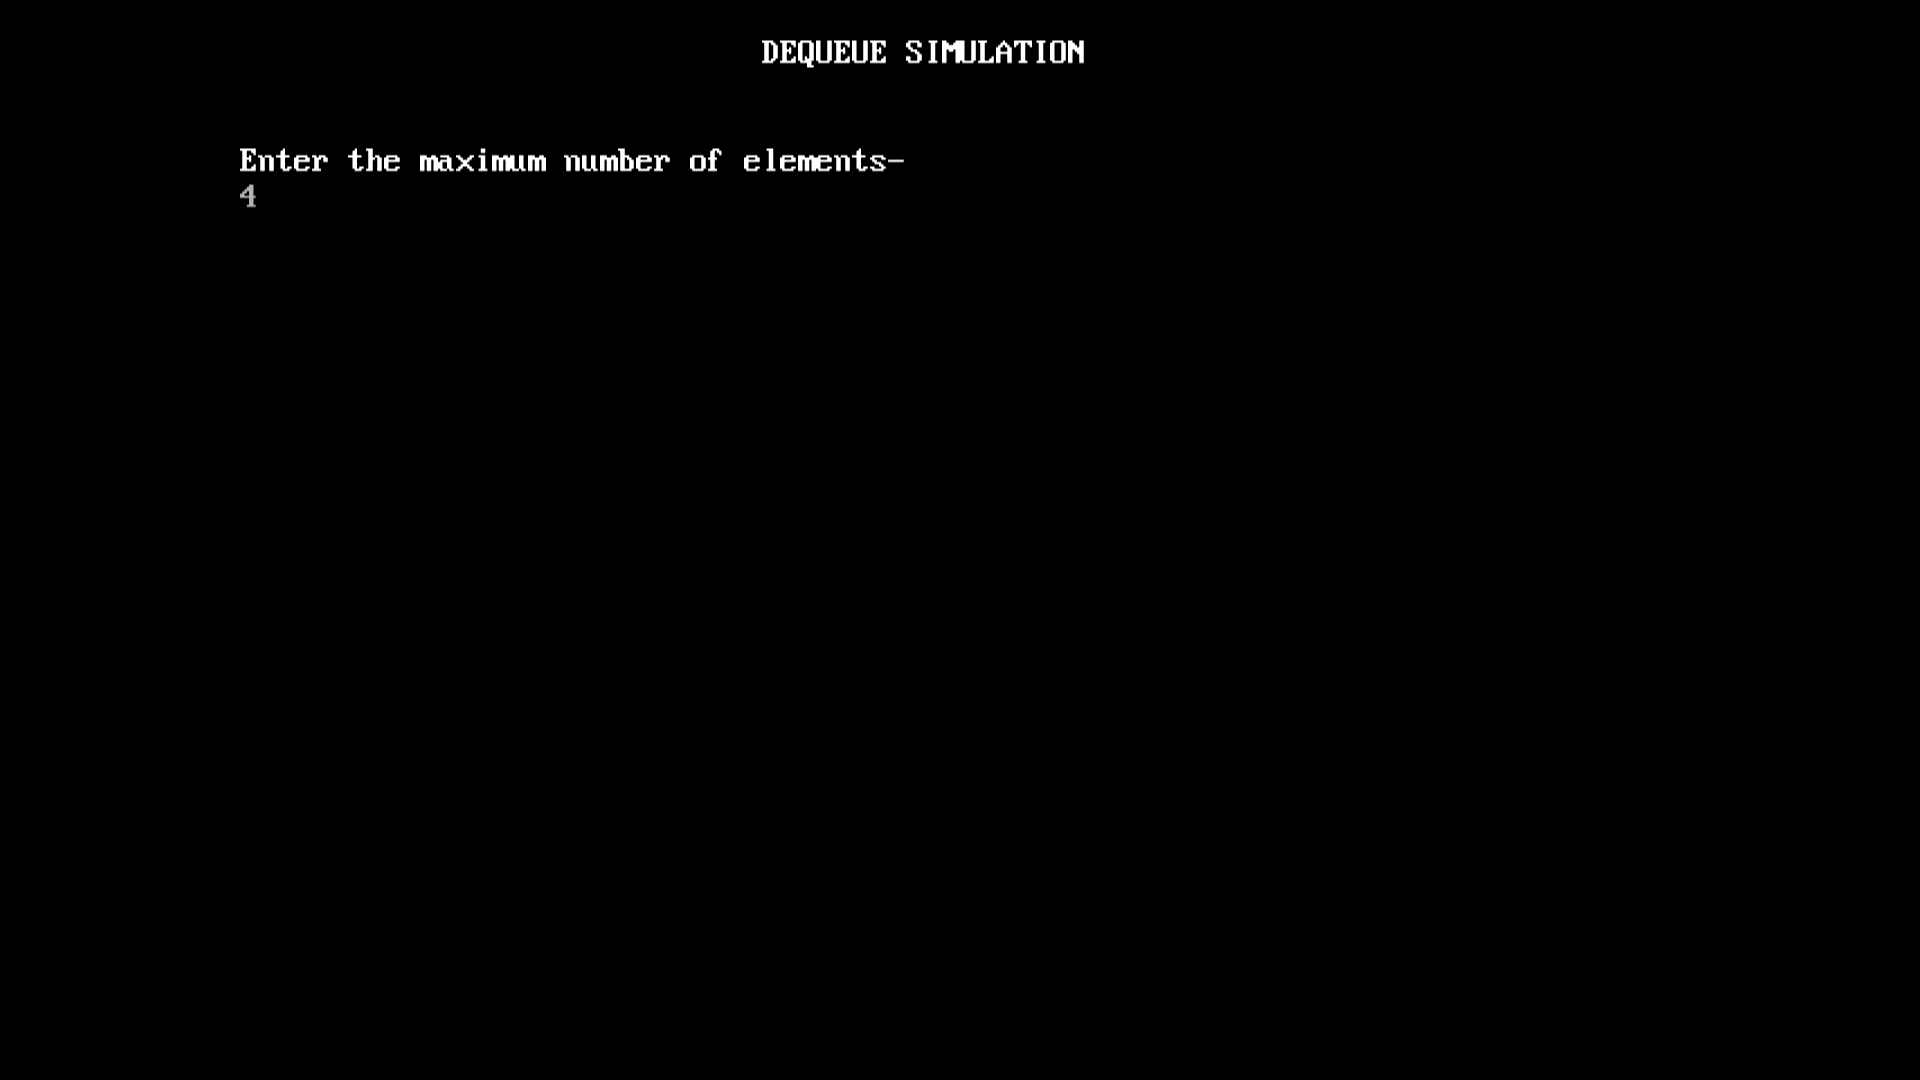 DEQUEUE SIMULATION
Enter the maximum number of elements-
4